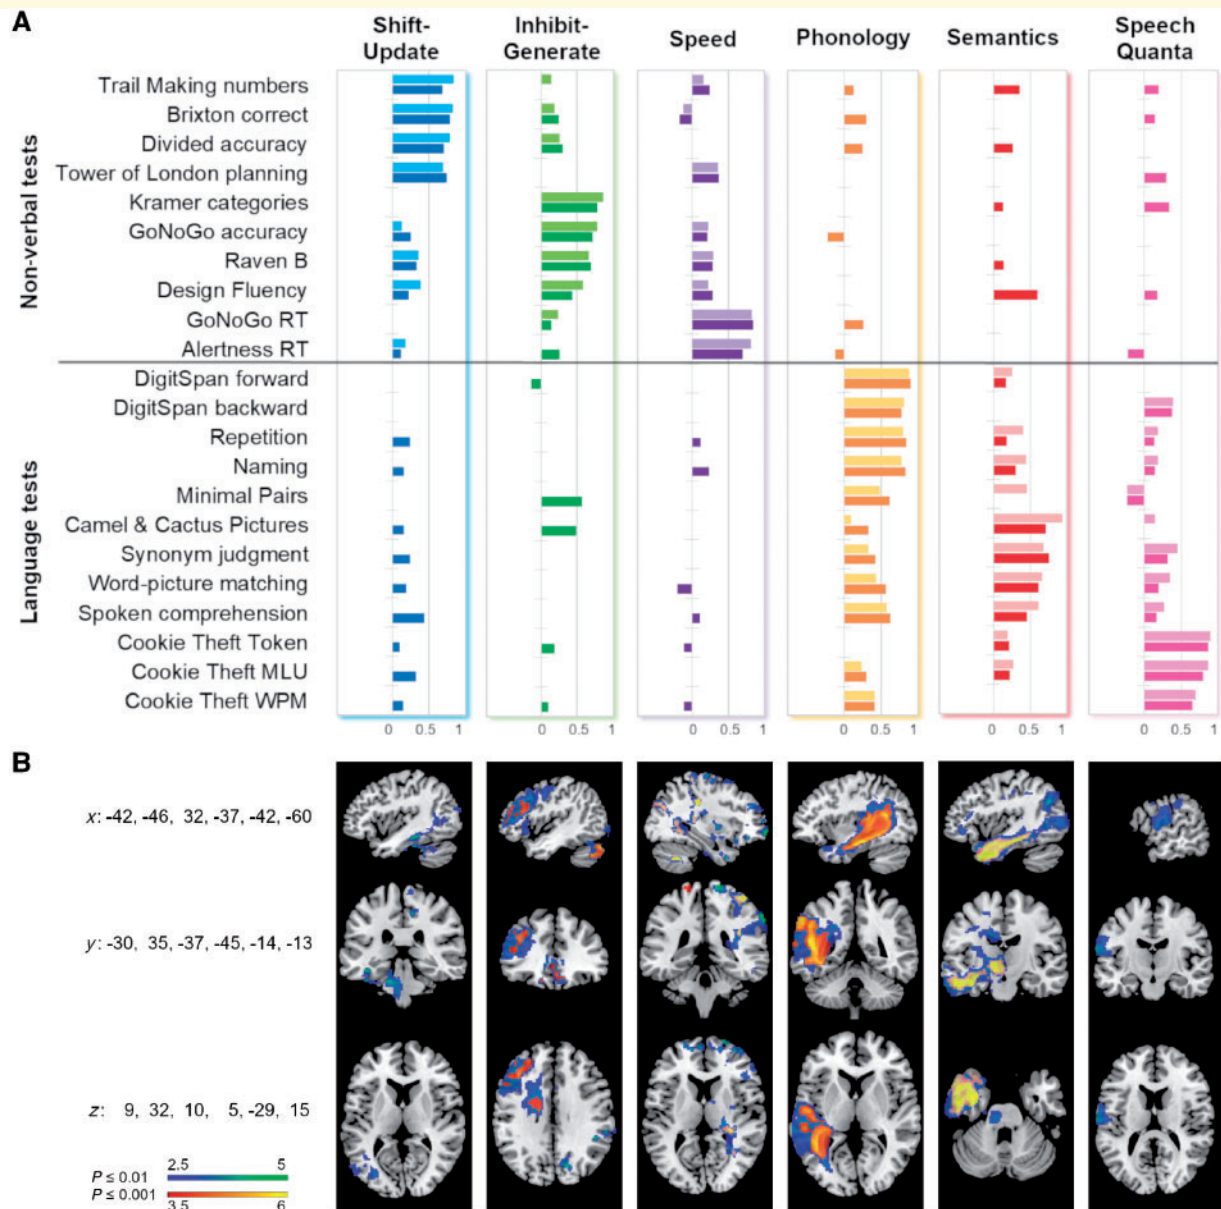 A
Shift-
Update
Inhibit-
Generate
Speed
Phonology
Semantics
Speech
Quanta
Non-verbal tests
Trail Making numbers
Brixton correct
Divided accuracy
Tower of London planning
Kramer categories
GoNoGo accuracy
Raven B
Design Fluency
GoNoGo RT
Alertness RT
Language tests
DigitSpan forward
DigitSpan backward
Repetition
Naming
Minimal Pairs
Camel & Cactus Pictures
Synonym judgment
Word-picture matching
Spoken comprehension
Cookie Theft Token
Cookie Theft MLU
Cookie Theft WPM
0 0.5 1 0 0.5 1 0 0.5 1 0 0.5 1 0 0.5 1 0 0.5 1
B
x: -42, -46, 32, -37, -42, -60
y: -30, 35, -37, -45, -14, -13
z: 9, 32, 10, 5, -29, 15
2.5 5
P ≤ 0.01
P ≤ 0.001
3.5 6